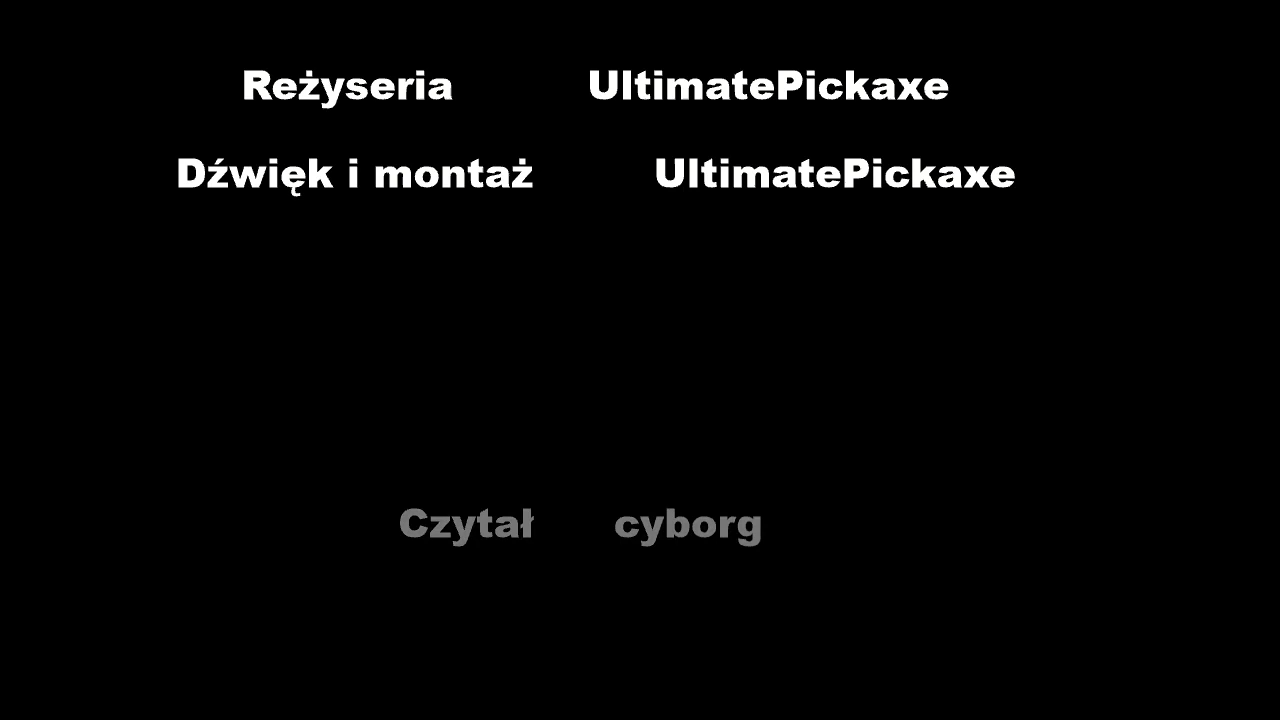 Reżyseria UltimatePickaxe
Dźwięk i montaż UltimatePickaxe
Czytał cyborg